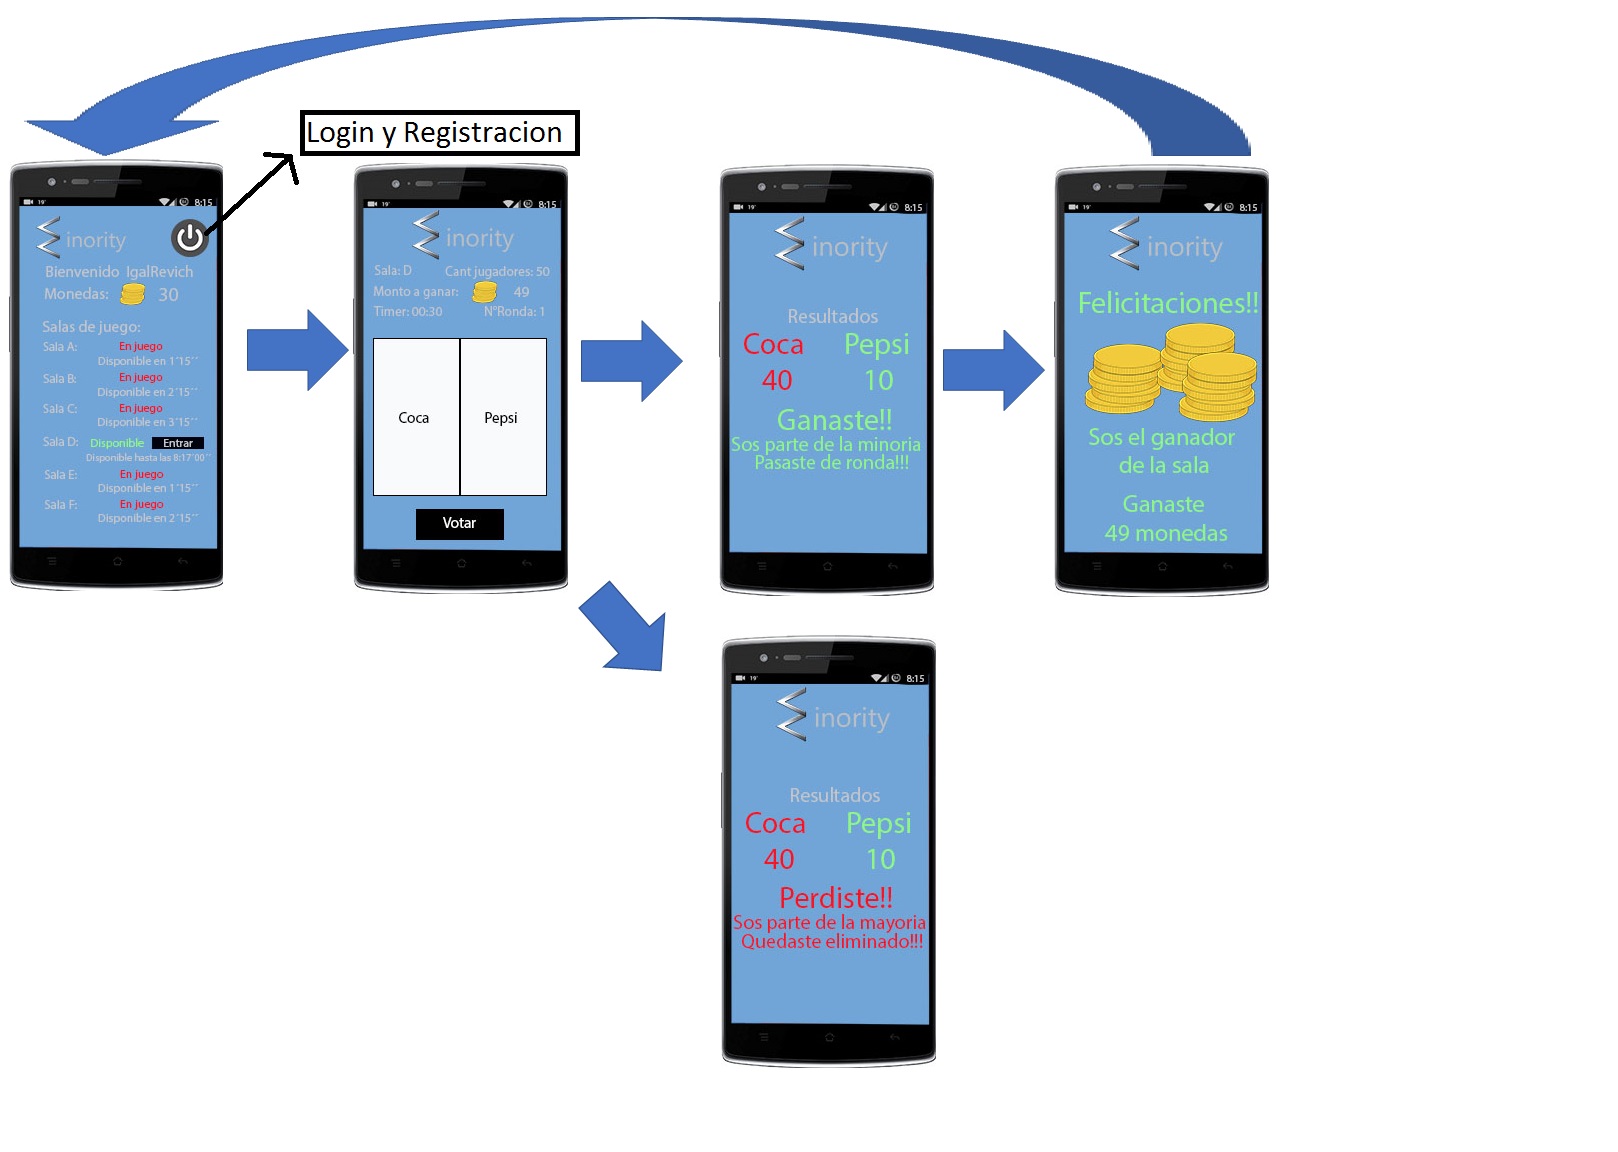 Login y Registracion
19° 8:15
inority
Bienvenido IgalRevich
Monedas: 30
Salas de juego:
Sala A: En juego
Disponible en 1´15´´
Sala B: En juego
Disponible en 2´15´´
Sala C: En juego
Disponible en 3´15´´
Sala D: Disponible Entrar
Disponible hasta las 8:17´00´´
Sala E: En juego
Disponible en 1´15´´
Sala F: En juego
Disponible en 2´15´´
19° 8:15
inority
Sala: D Cant jugadores: 50
Monto a ganar: 49
Timer: 00:30 N°Ronda: 1
Coca Pepsi
Votar
19° 8:15
inority
Resultados
Coca Pepsi
40 10
Ganaste!!
Sos parte de la minoria
Pasaste de ronda!!!
19° 8:15
inority
Felicitaciones!!
Sos el ganador
de la sala
Ganaste
49 monedas
19° 8:15
inority
Resultados
Coca Pepsi
40 10
Perdiste!!
Sos parte de la mayoria
Quedaste eliminado!!!